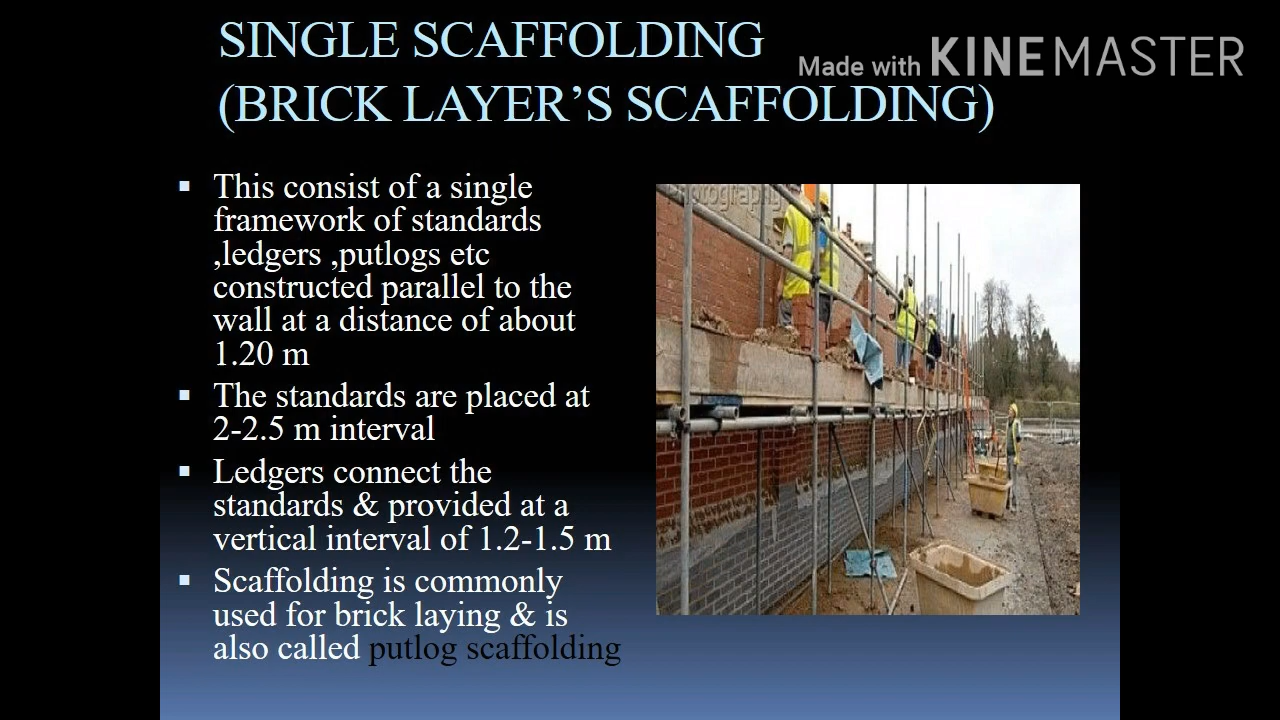 SINGLE SCAFFOLDING
Made with KINEMASTER
(BRICK LAYER’S SCAFFOLDING)
▪ This consist of a single
framework of standards
,ledgers ,putlogs etc
constructed parallel to the
wall at a distance of about
1.20 m
▪ The standards are placed at
2-2.5 m interval
▪ Ledgers connect the
standards & provided at a
vertical interval of 1.2-1.5 m
▪ Scaffolding is commonly
used for brick laying & is
also called putlog scaffolding
photography